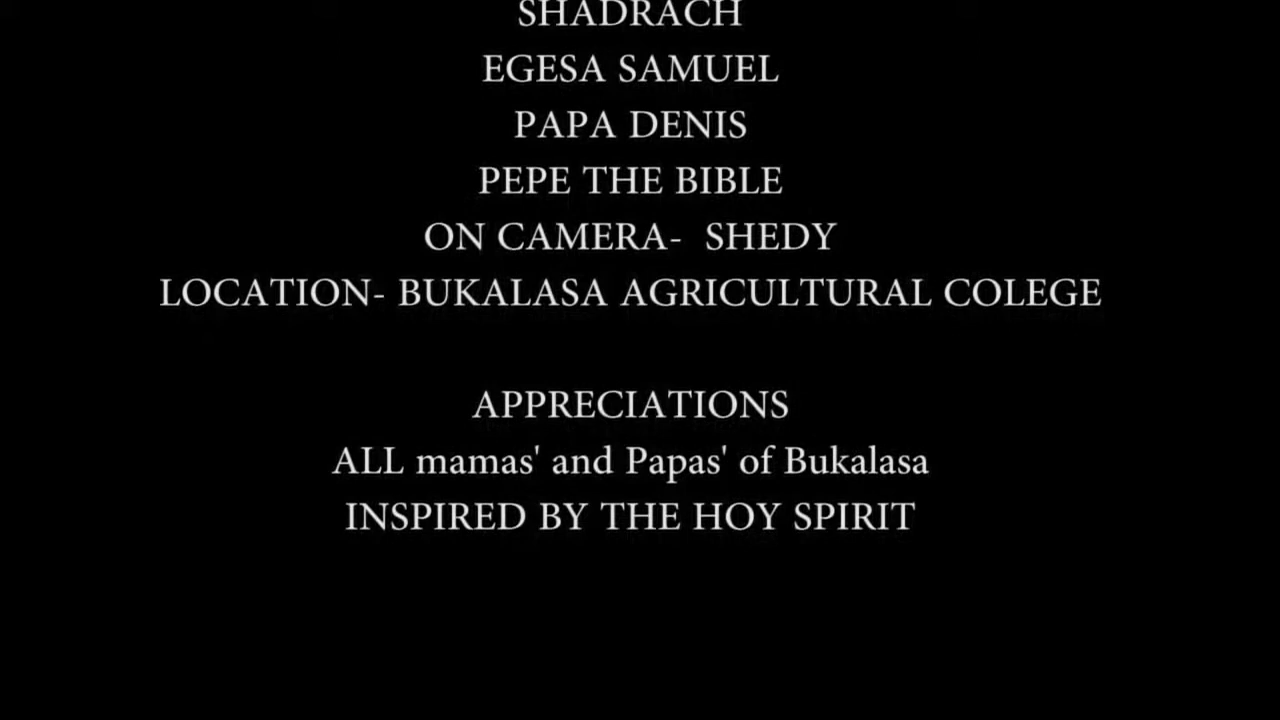 SHADRACH
EGESA SAMUEL
PAPA DENIS
PEPE THE BIBLE
ON CAMERA-  SHEDY
LOCATION- BUKALASA AGRICULTURAL COLEGE
APPRECIATIONS
ALL mamas' and Papas' of Bukalasa
INSPIRED BY THE HOY SPIRIT